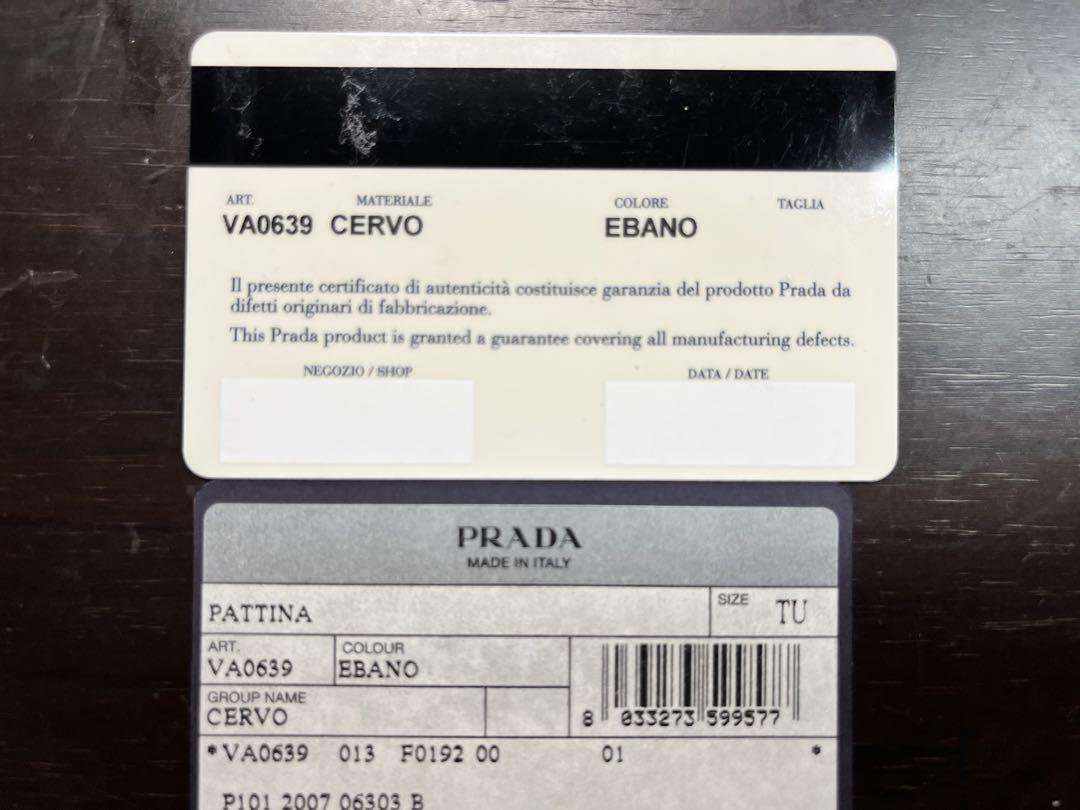 ART. MATERIALE COLORE TAGLIA
VA0639 CERVO EBANO
Il presente certificato di autenticità costituisce garanzia del prodotto Prada da
difetti originari di fabbricazione.
This Prada product is granted a guarantee covering all manufacturing defects.
NEGOZIO / SHOP DATA / DATE
PRADA
MADE IN ITALY
PATTINA SIZE TU
ART. COLOUR
VA0639 EBANO
GROUP NAME
CERVO 8 033273 599577
*VA0639 013 F0192 00 01 *
P101 2007 06303 B